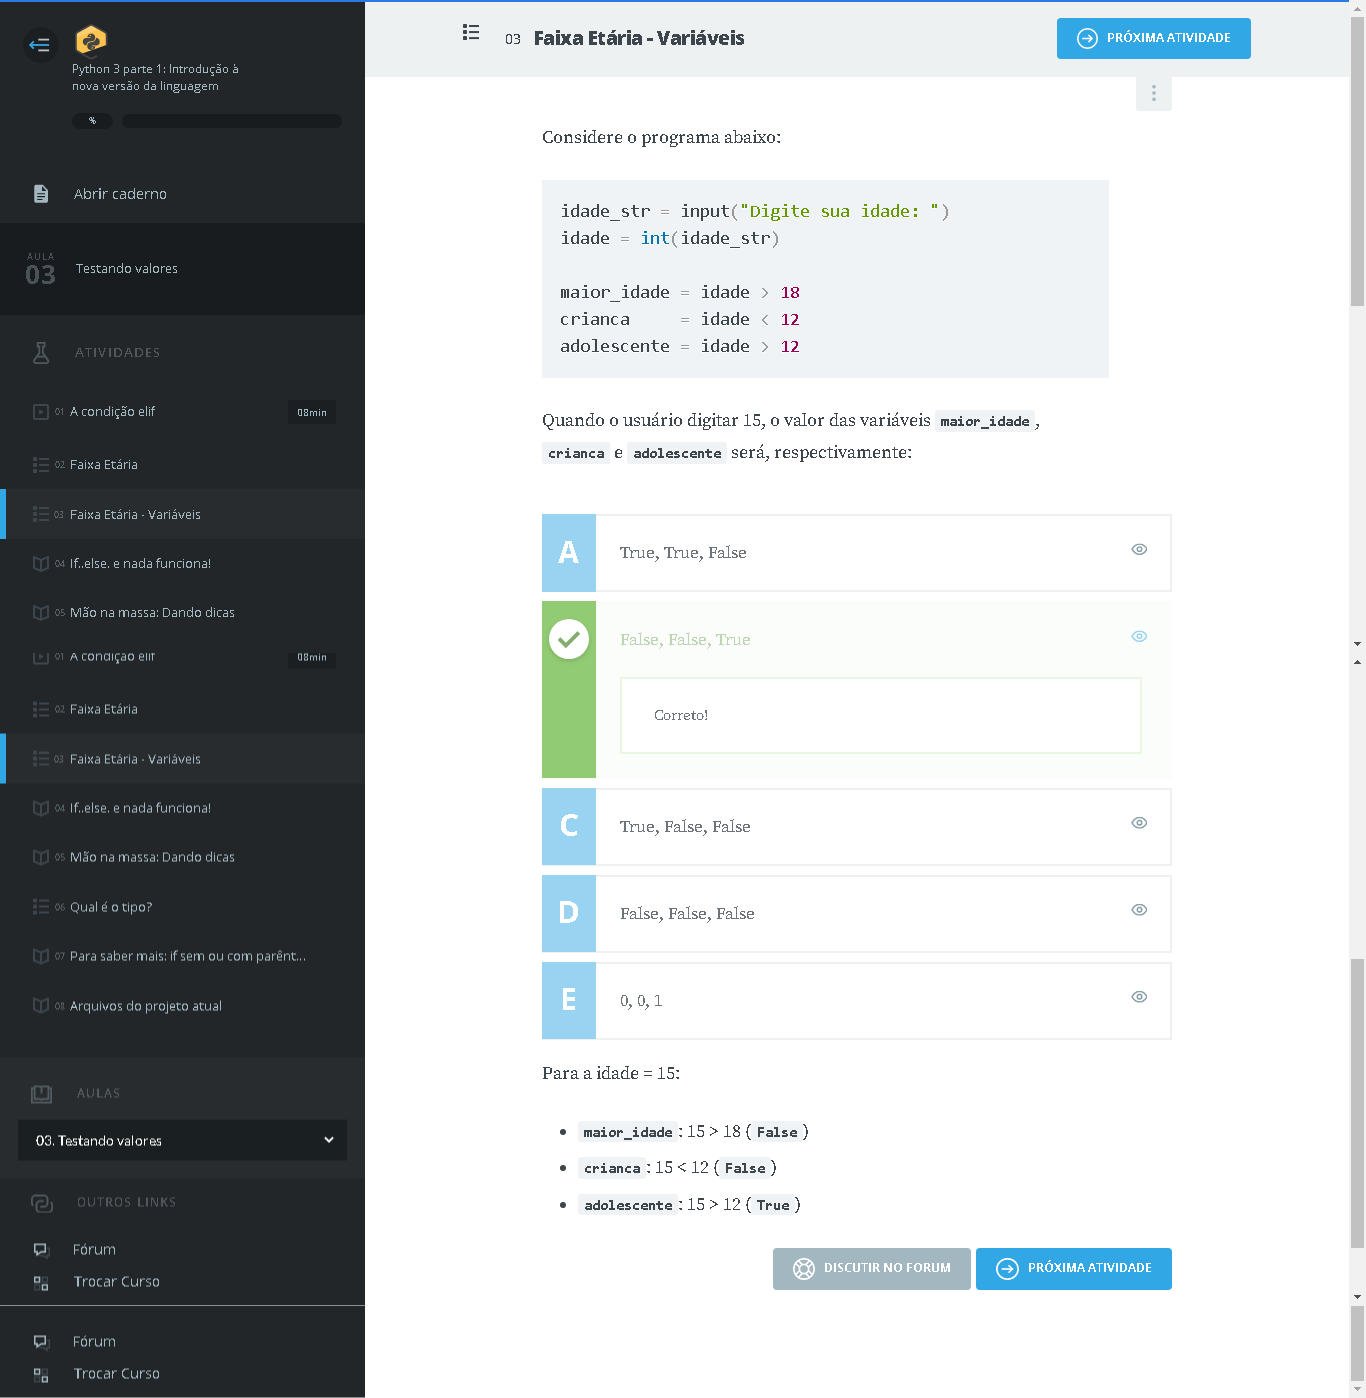 Python 3 parte 1: Introdução à
nova versão da linguagem
%
Abrir caderno
AULA
03
Testando valores
ATIVIDADES
01 A condição elif 08min
02 Faixa Etária
03 Faixa Etária - Variáveis
04 If..else. e nada funciona!
05 Mão na massa: Dando dicas
01 A condição elif 08min
02 Faixa Etária
03 Faixa Etária - Variáveis
04 If..else. e nada funciona!
05 Mão na massa: Dando dicas
06 Qual é o tipo?
07 Para saber mais: if sem ou com parênt...
08 Arquivos do projeto atual
AULAS
03. Testando valores
OUTROS LINKS
Fórum
Trocar Curso
Fórum
Trocar Curso
03 Faixa Etária - Variáveis
PRÓXIMA ATIVIDADE
Considere o programa abaixo:
idade_str = input("Digite sua idade: ")
idade = int(idade_str)
maior_idade = idade > 18
crianca     = idade < 12
adolescente = idade > 12
Quando o usuário digitar 15, o valor das variáveis maior_idade,
crianca e adolescente será, respectivamente:
A True, True, False
False, False, True
Correto!
C True, False, False
D False, False, False
E 0, 0, 1
Para a idade = 15:
maior_idade: 15 > 18 (False)
crianca: 15 < 12 (False)
adolescente: 15 > 12 (True)
DISCUTIR NO FORUM
PRÓXIMA ATIVIDADE